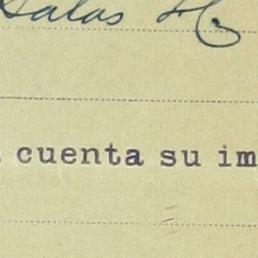 Salas H.
cuenta su im